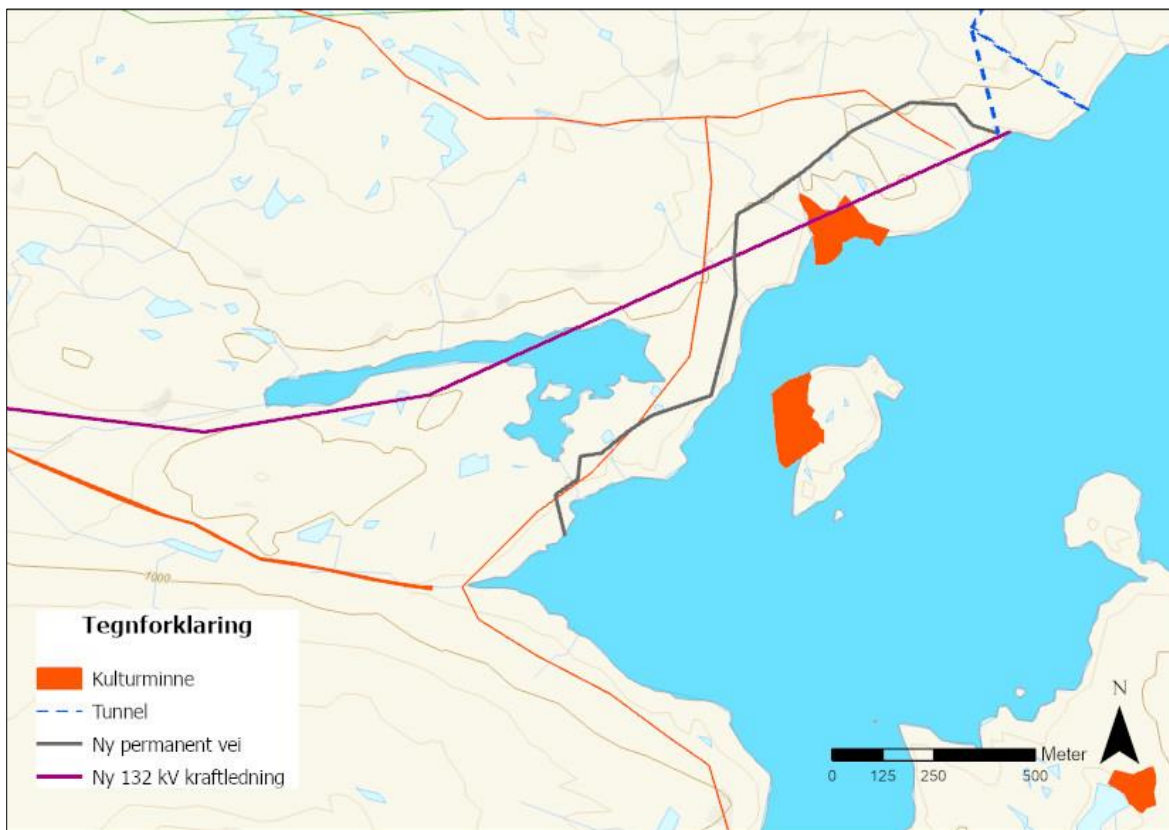 1000
Tegnforklaring
Kulturminne
Tunnel
Ny permanent vei
Ny 132 kV kraftledning
N
Meter
0 125 250 500